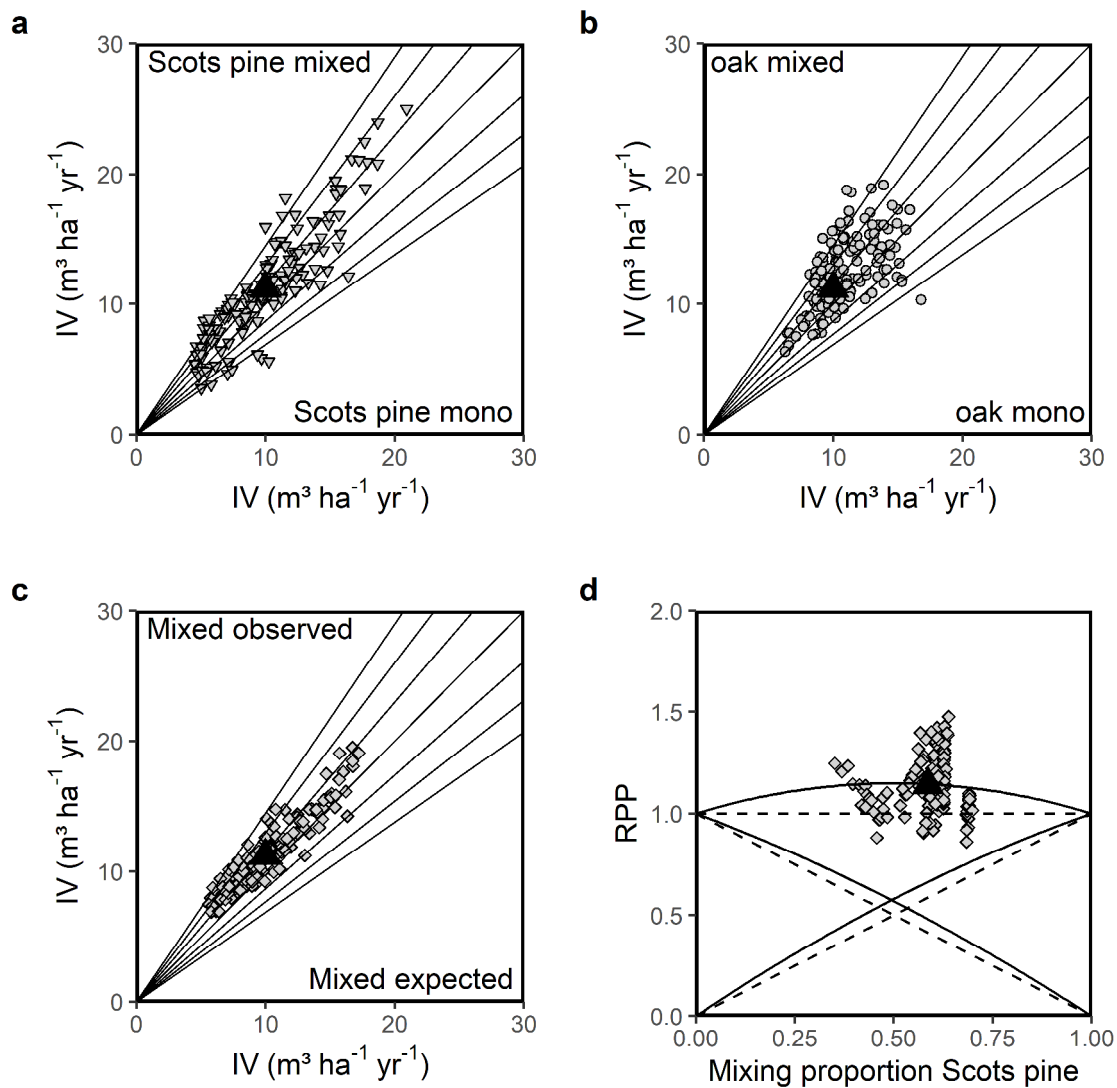 a
30
20
10
0
IV (m³ ha⁻¹ yr⁻¹)
Scots pine mixed
Scots pine mono
0 10 20 30
IV (m³ ha⁻¹ yr⁻¹)
b
30
20
10
0
IV (m³ ha⁻¹ yr⁻¹)
oak mixed
oak mono
0 10 20 30
IV (m³ ha⁻¹ yr⁻¹)
c
30
20
10
0
IV (m³ ha⁻¹ yr⁻¹)
Mixed observed
Mixed expected
0 10 20 30
IV (m³ ha⁻¹ yr⁻¹)
d
2.0
1.5
1.0
0.5
0.0
RPP
0.00 0.25 0.50 0.75 1.00
Mixing proportion Scots pine